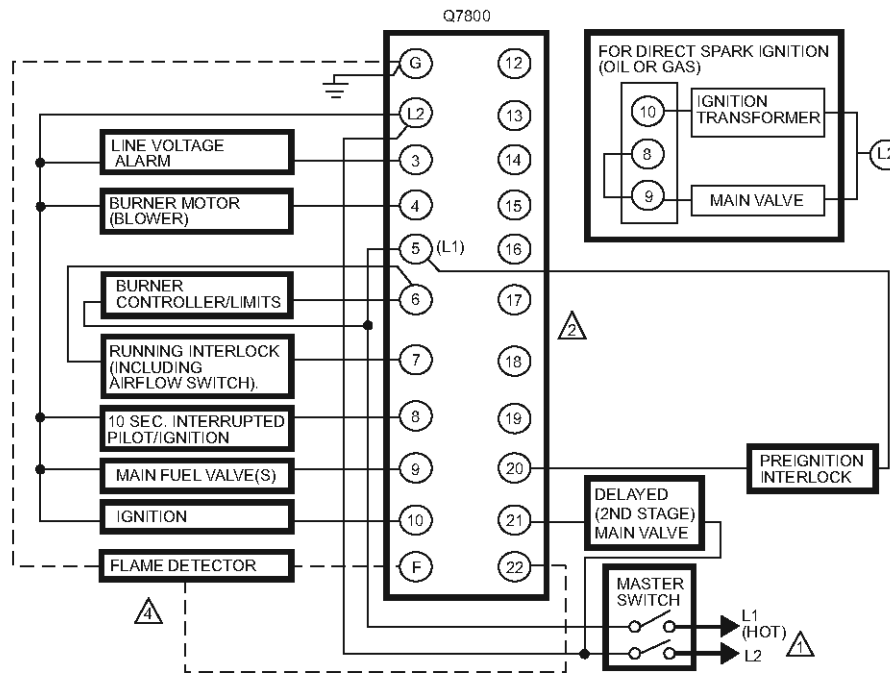 Q7800
G
12
FOR DIRECT SPARK IGNITION
(OIL OR GAS)
10
IGNITION
TRANSFORMER
8
L2
9
MAIN VALVE
L2
13
LINE VOLTAGE
ALARM
3
14
BURNER MOTOR
(BLOWER)
4
15
5
(L1)
16
BURNER
CONTROLLER/LIMITS
6
17
2
RUNNING INTERLOCK
(INCLUDING
AIRFLOW SWITCH).
7
18
10 SEC. INTERRUPTED
PILOT/IGNITION
8
19
MAIN FUEL VALVE(S)
9
20
PREIGNITION
INTERLOCK
IGNITION
10
21
DELAYED
(2ND STAGE)
MAIN VALVE
FLAME DETECTOR
F
22
4
MASTER
SWITCH
L1
(HOT)
L2
1